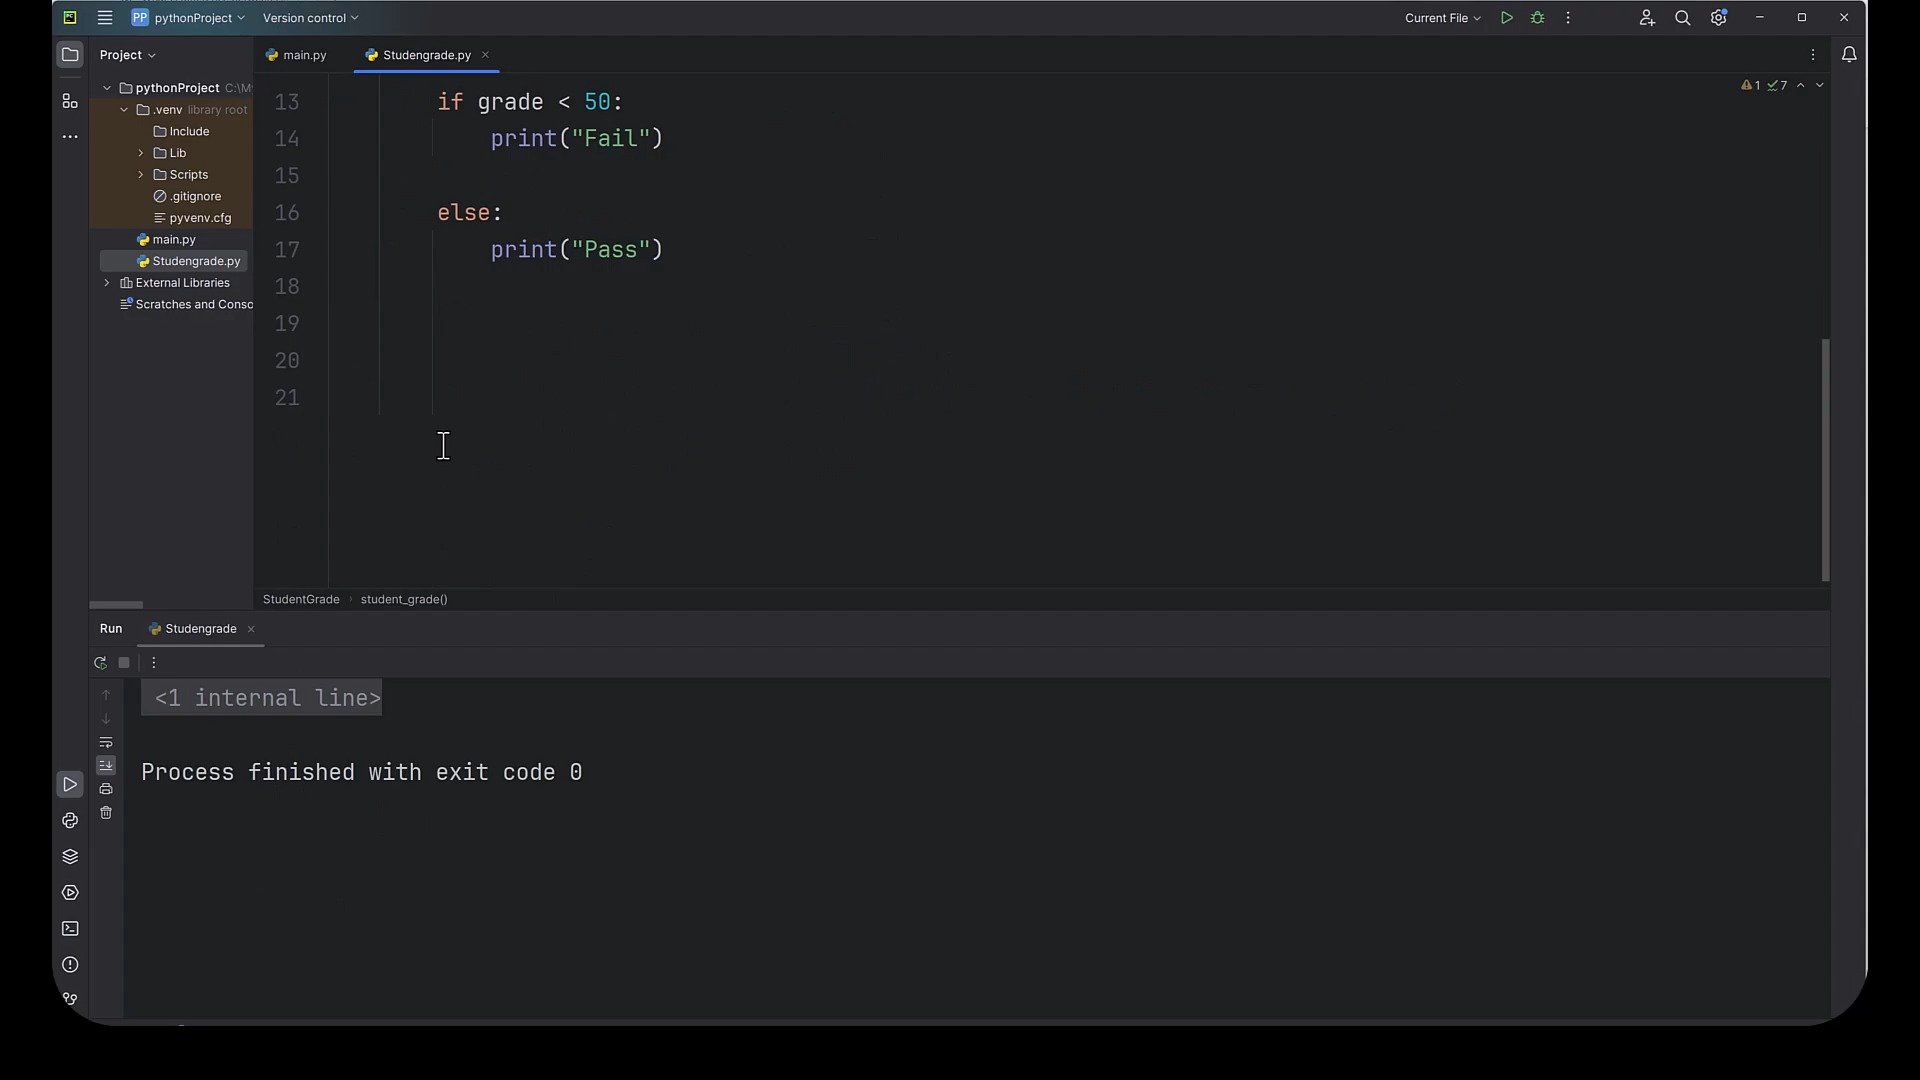 PP pythonProject Version control Current File
Project main.py Studengrade.py
pythonProject C:\M
.venv library root
Include
Lib
Scripts
.gitignore
pyvenv.cfg
main.py
Studengrade.py
External Libraries
Scratches and Conso
1 7
13 if grade < 50:
14 print("Fail")
15
16 else:
17 print("Pass")
18
19
20
21
StudentGrade › student_grade()
Run Studengrade
<1 internal line>
Process finished with exit code 0